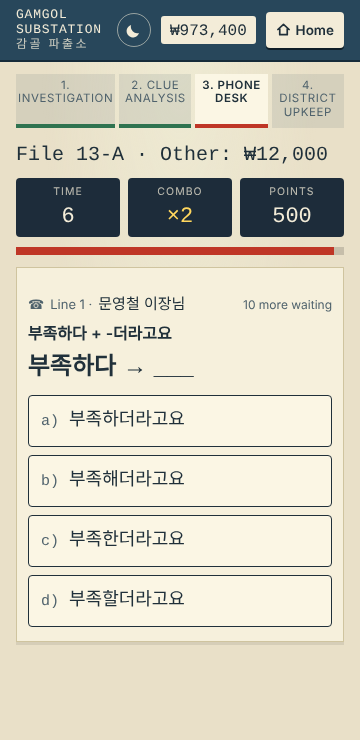 GAMGOL
SUBSTATION
감골 파출소
₩973,400
Home
1.
INVESTIGATION
2. CLUE
ANALYSIS
3. PHONE
DESK
4.
DISTRICT
UPKEEP
File 13-A · Other: ₩12,000
TIME
6
COMBO
×2
POINTS
500
☎ Line 1 · 문영철 이장님
10 more waiting
부족하다 + -더라고요
부족하다 → ___
a) 부족하더라고요
b) 부족해더라고요
c) 부족한더라고요
d) 부족할더라고요